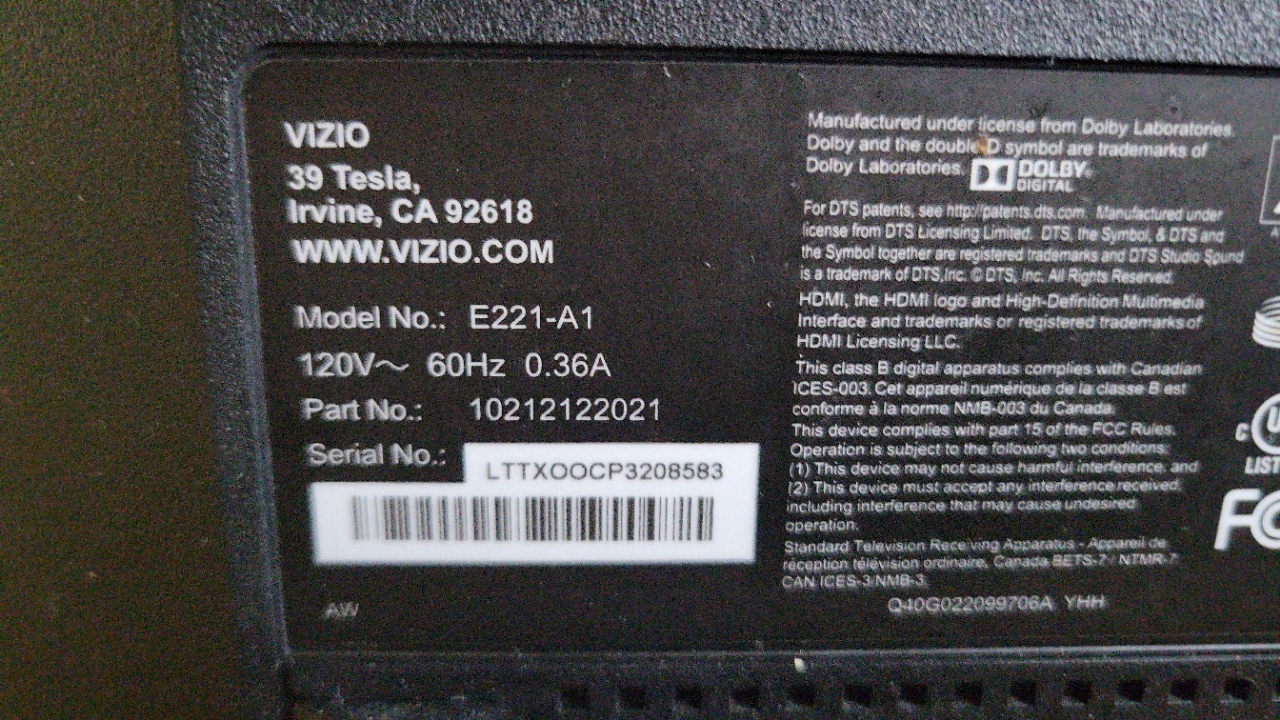 VIZIO
39 Tesla,
Irvine, CA 92618
WWW.VIZIO.COM
Model No.: E221-A1
120V～ 60Hz 0.36A
Part No.: 10212122021
Serial No.:
LTTXOOCP3208583
AW
Manufactured under license from Dolby Laboratories.
Dolby and the double D symbol are trademarks of
Dolby Laboratories.
DOLBY
DIGITAL
For DTS patents, see http://patents.dts.com. Manufactured under
license from DTS Licensing Limited. DTS, the Symbol, & DTS and
the Symbol together are registered trademarks and DTS Studio Sound
is a trademark of DTS,Inc. © DTS, Inc. All Rights Reserved.
HDMI, the HDMI logo and High-Definition Multimedia
Interface and trademarks or registered trademarks of
HDMI Licensing LLC.
This class B digital apparatus complies with Canadian
ICES-003. Cet appareil numérique de la classe B est
conforme à la norme NMB-003 du Canada.
This device complies with part 15 of the FCC Rules.
Operation is subject to the following two conditions:
(1) This device may not cause harmful interference, and
(2) This device must accept any interference received,
including interference that may cause undesired
operation.
Standard Television Receiving Apparatus - Appareil de
réception télévision ordinaire, Canada BETS-7 / NTMR-7
CAN ICES-3/NMB-3.
Q40G022099706A YHH
C